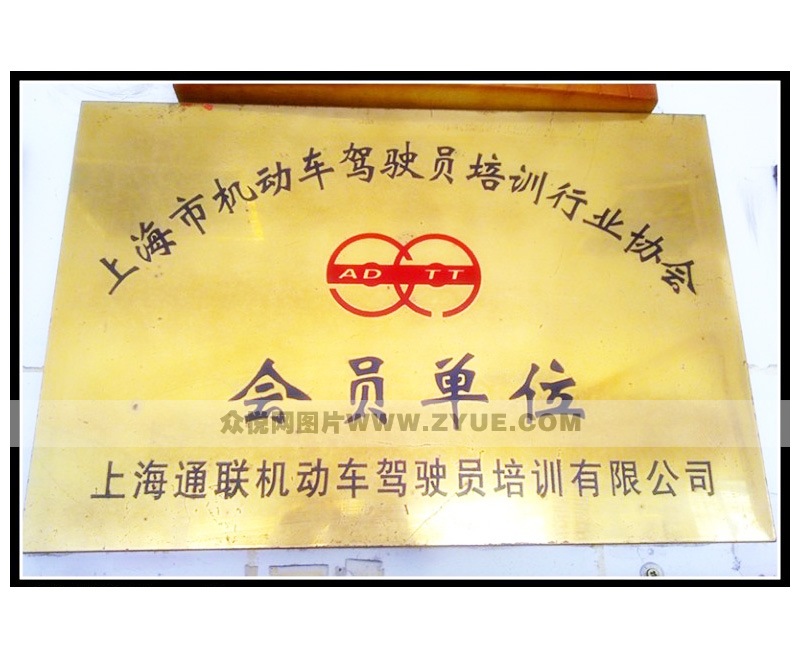 上海市机动车驾驶员培训行业协会
AD TT
会员单位
众悦网图片WWW.ZYUE.COM
上海通联机动车驾驶员培训有限公司